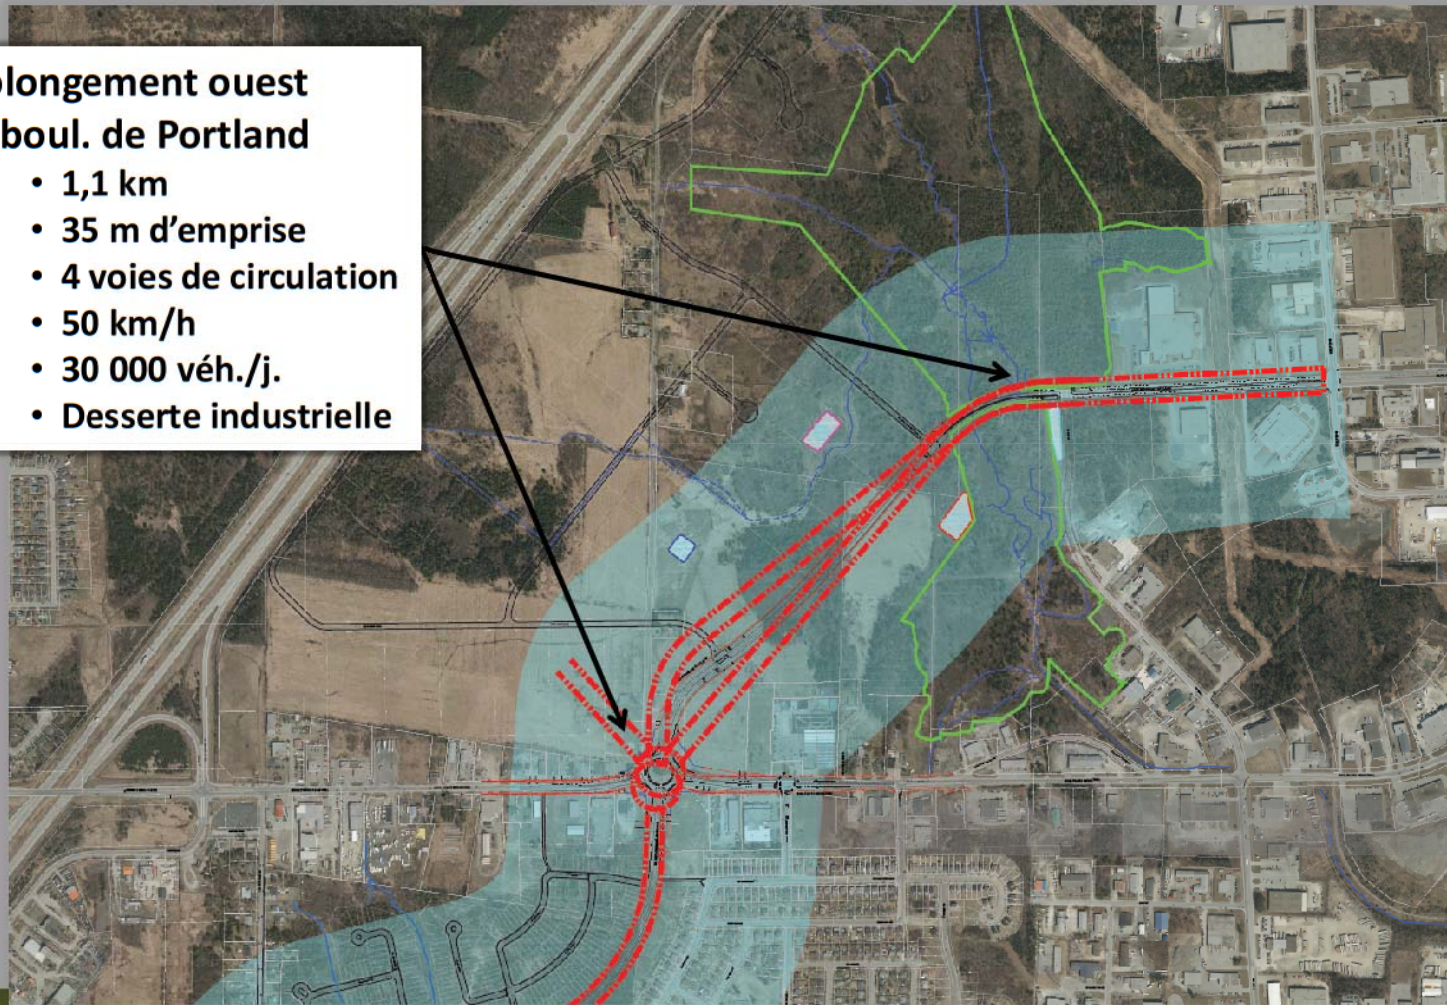 olongement ouest
boul. de Portland
• 1,1 km
• 35 m d'emprise
• 4 voies de circulation
• 50 km/h
• 30 000 véh./j.
• Desserte industrielle